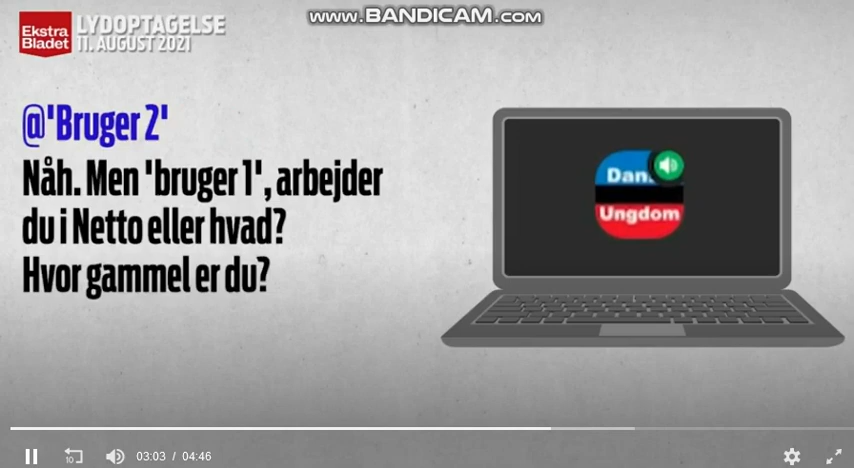 WWW.BANDICAM.COM
Ekstra
Bladet
LYDOPTAGELSE
11. AUGUST 2021
@'Bruger 2'
Nåh. Men 'bruger 1', arbejder
du i Netto eller hvad?
Hvor gammel er du?
Ungdom
10
03:03 / 04:46